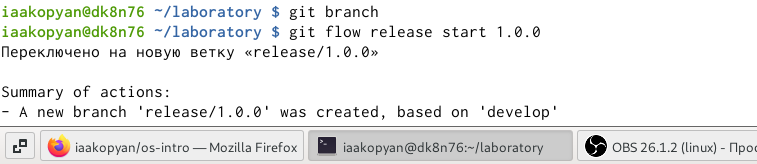 iaakopyan@dk8n76 ~/laboratory $ git branch
iaakopyan@dk8n76 ~/laboratory $ git flow release start 1.0.0
Переключено на новую ветку «release/1.0.0»
Summary of actions:
- A new branch 'release/1.0.0' was created, based on 'develop'
iaakopyan/os-intro — Mozilla Firefox
iaakopyan@dk8n76:~/laboratory
OBS 26.1.2 (linux) - Про